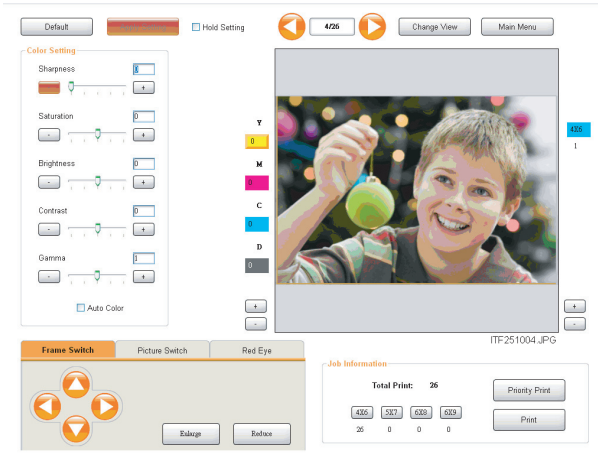 Default
Hold Setting
4/26
Change View
Main Menu
Color Setting
Sharpness
-
+
Saturation
0
-
+
Brightness
0
-
+
Contrast
0
-
+
Gamma
1
-
+
Auto Color
Y
0
M
0
C
0
D
0
+
-
4X6
1
+
-
ITF251004.JPG
Frame Switch
Picture Switch
Red Eye
Enlarge
Reduce
Job Information
Total Print: 26
4X6 5X7 6X8 6X9
26 0 0 0
Priority Print
Print